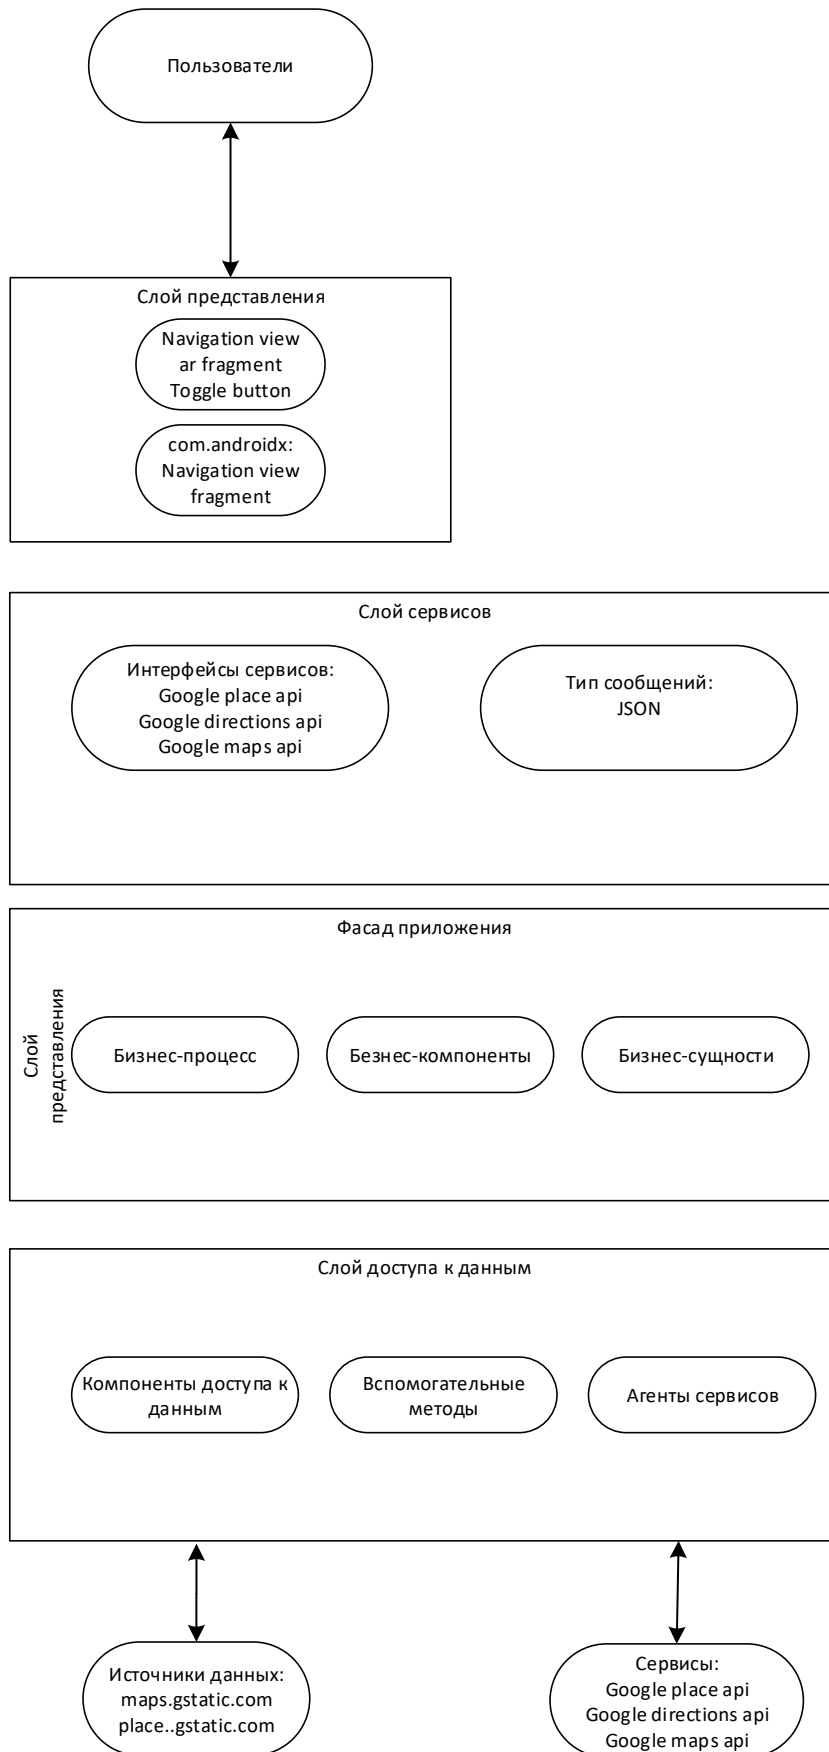 Пользователи
Слой представления
Navigation view
ar fragment
Toggle button
com.androidx:
Navigation view
fragment
Слой сервисов
Интерфейсы сервисов:
Google place api
Google directions api
Google maps api
Тип сообщений:
JSON
Фасад приложения
Слой
представления
Бизнес-процесс
Безнес-компоненты
Бизнес-сущности
Слой доступа к данным
Компоненты доступа к
данным
Вспомогательные
методы
Агенты сервисов
Источники данных:
maps.gstatic.com
place..gstatic.com
Сервисы:
Google place api
Google directions api
Google maps api